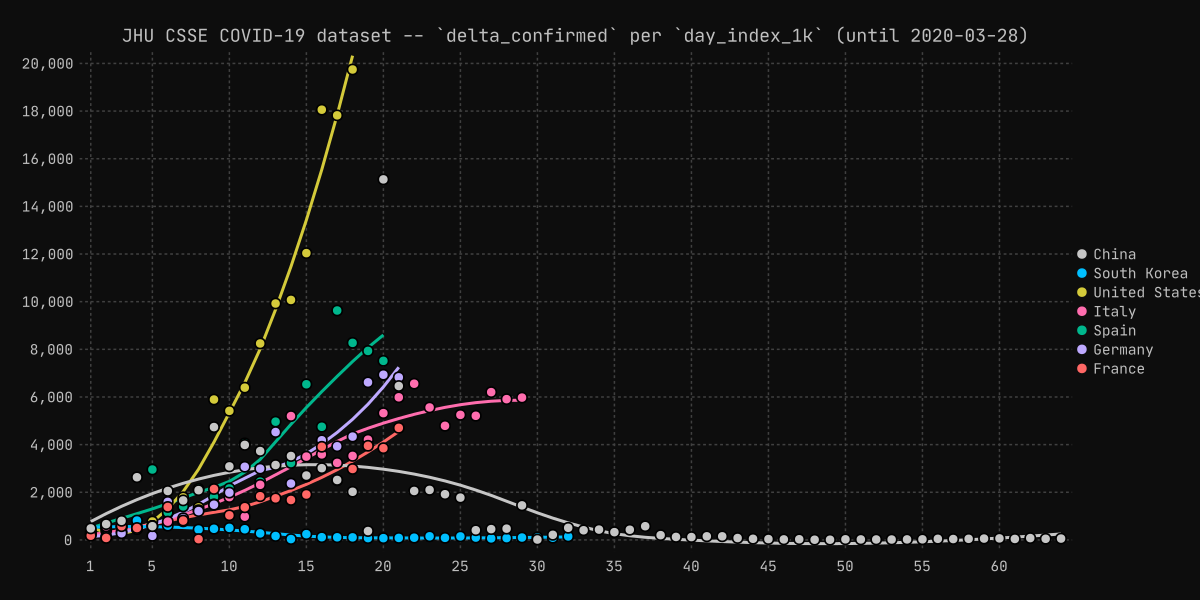 JHU CSSE COVID-19 dataset -- `delta_confirmed` per `day_index_1k` (until 2020-03-28)
20,000
18,000
16,000
14,000
12,000
10,000
8,000
6,000
4,000
2,000
0
1 5 10 15 20 25 30 35 40 45 50 55 60
China
South Korea
United States
Italy
Spain
Germany
France